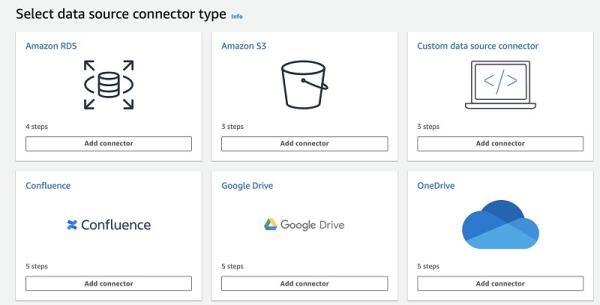 Select data source connector type Info
Amazon RDS Amazon S3 Custom data source connector
</>
4 steps 3 steps 3 steps
Add connector Add connector Add connector
Confluence Google Drive OneDrive
Confluence Google Drive
5 steps 5 steps 5 steps
Add connector Add connector Add connector